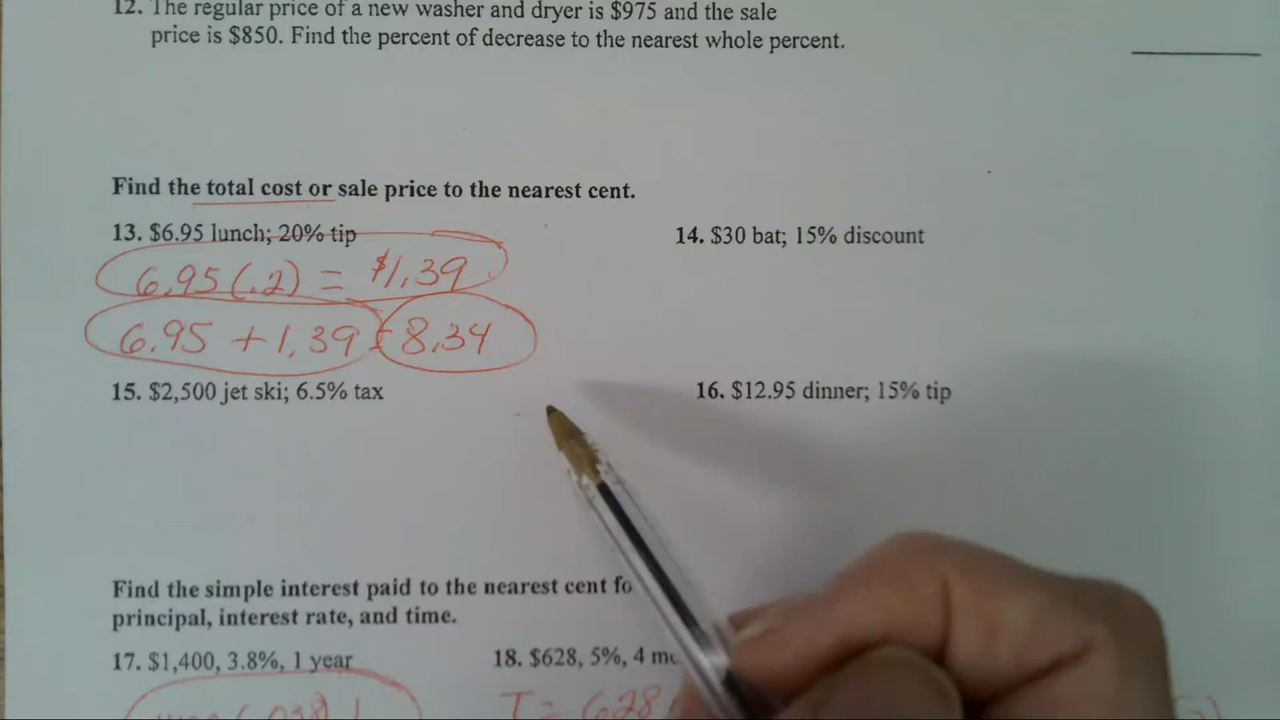 12. The regular price of a new washer and dryer is $975 and the sale
price is $850. Find the percent of decrease to the nearest whole percent.
Find the total cost or sale price to the nearest cent.
13. $6.95 lunch; 20% tip
14. $30 bat; 15% discount
6.95 (.2) = $1.39
6.95 + 1.39 = 8.34
15. $2,500 jet ski; 6.5% tax
16. $12.95 dinner; 15% tip
Find the simple interest paid to the nearest cent
principal, interest rate, and time.
17. $1,400, 3.8%, 1 year
18. $628, 5%, 4
I = 628